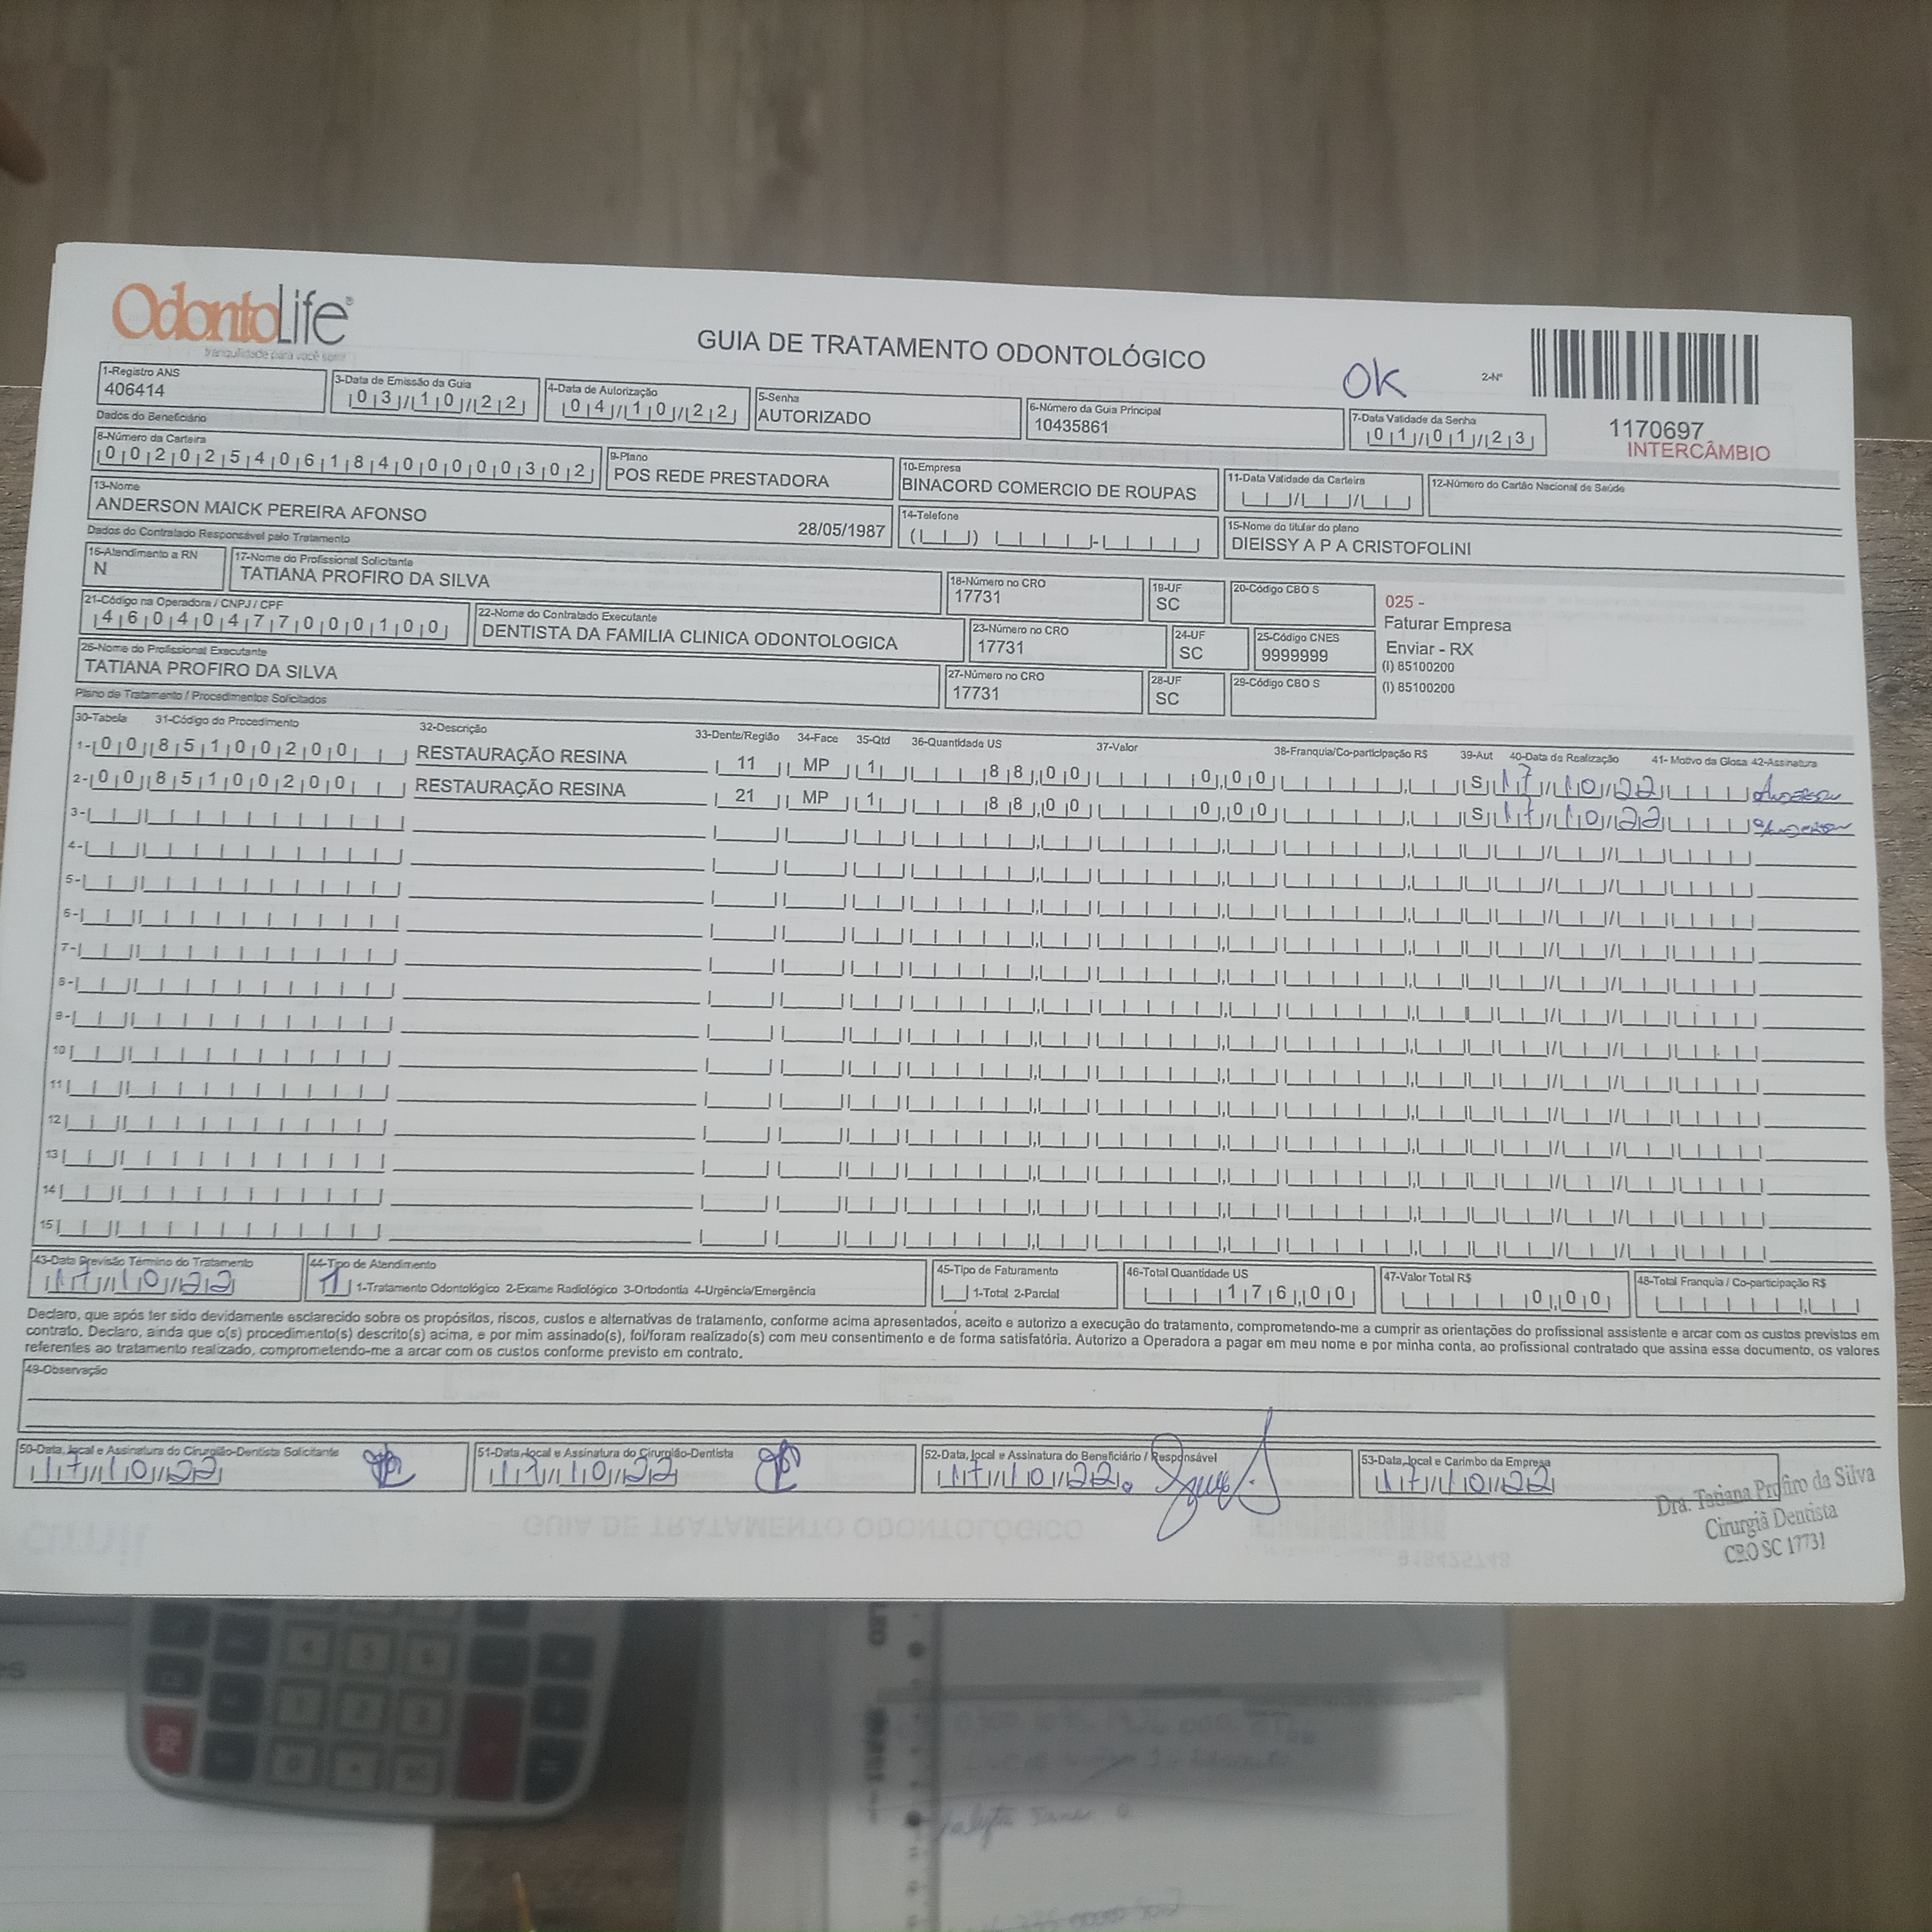 OdontoLife®
tranquilidade para você sorrir
GUIA DE TRATAMENTO ODONTOLÓGICO
OK
2-Nº
1170697
INTERCÂMBIO
1-Registro ANS
406414
3-Data de Emissão da Guia
03/10/22
4-Data de Autorização
04/10/22
5-Senha
AUTORIZADO
6-Número da Guia Principal
10435861
7-Data Validade da Senha
01/01/23
Dados do Beneficiário
8-Número da Carteira
00202540618400000302
9-Plano
POS REDE PRESTADORA
10-Empresa
BINACORD COMERCIO DE ROUPAS
11-Data Validade da Carteira
12-Número do Cartão Nacional de Saúde
13-Nome
ANDERSON MAICK PEREIRA AFONSO 28/05/1987
14-Telefone
15-Nome do titular do plano
DIEISSY A P A CRISTOFOLINI
Dados do Contratado Responsável pelo Tratamento
16-Atendimento a RN
N
17-Nome do Profissional Solicitante
TATIANA PROFIRO DA SILVA
18-Número no CRO
17731
19-UF
SC
20-Código CBO S
21-Código na Operadora / CNPJ / CPF
46040477000100
22-Nome do Contratado Executante
DENTISTA DA FAMILIA CLINICA ODONTOLOGICA
23-Número no CRO
17731
24-UF
SC
25-Código CNES
9999999
26-Nome do Profissional Executante
TATIANA PROFIRO DA SILVA
27-Número no CRO
17731
28-UF
SC
29-Código CBO S
025 -
Faturar Empresa
Enviar - RX
(I) 85100200
(I) 85100200
Plano de Tratamento / Procedimentos Solicitados
30-Tabela 31-Código do Procedimento 32-Descrição 33-Dente/Região 34-Face 35-Qtd 36-Quantidade US 37-Valor 38-Franquia/Co-participação R$ 39-Aut 40-Data de Realização 41- Motivo da Glosa 42-Assinatura
1- 00 85100200 RESTAURAÇÃO RESINA 11 MP 1 88,00 0,00 S 17/10/22 Anderson
2- 00 85100200 RESTAURAÇÃO RESINA 21 MP 1 88,00 0,00 S 17/10/22 Anderson
3-
4-
5-
6-
7-
8-
9-
10
11
12
13
14
15
43-Data Previsão Término do Tratamento
17/10/22
44-Tipo de Atendimento
1 1-Tratamento Odontológico 2-Exame Radiológico 3-Ortodontia 4-Urgência/Emergência
45-Tipo de Faturamento
1-Total 2-Parcial
46-Total Quantidade US
176,00
47-Valor Total R$
0,00
48-Total Franquia / Co-participação R$
Declaro, que após ter sido devidamente esclarecido sobre os propósitos, riscos, custos e alternativas de tratamento, conforme acima apresentados, aceito e autorizo a execução do tratamento, comprometendo-me a cumprir as orientações do profissional assistente e arcar com os custos previstos em
contrato. Declaro, ainda que o(s) procedimento(s) descrito(s) acima, e por mim assinado(s), foi/foram realizado(s) com meu consentimento e de forma satisfatória. Autorizo a Operadora a pagar em meu nome e por minha conta, ao profissional contratado que assina esse documento, os valores
referentes ao tratamento realizado, comprometendo-me a arcar com os custos conforme previsto em contrato.
49-Observação
50-Data, local e Assinatura do Cirurgião-Dentista Solicitante
17/10/22
51-Data, local e Assinatura do Cirurgião-Dentista
17/10/22
52-Data, local e Assinatura do Beneficiário / Responsável
17/10/22.
53-Data, local e Carimbo da Empresa
17/10/22
Dra. Tatiana Profiro da Silva
Cirurgiã Dentista
CRO SC 17731